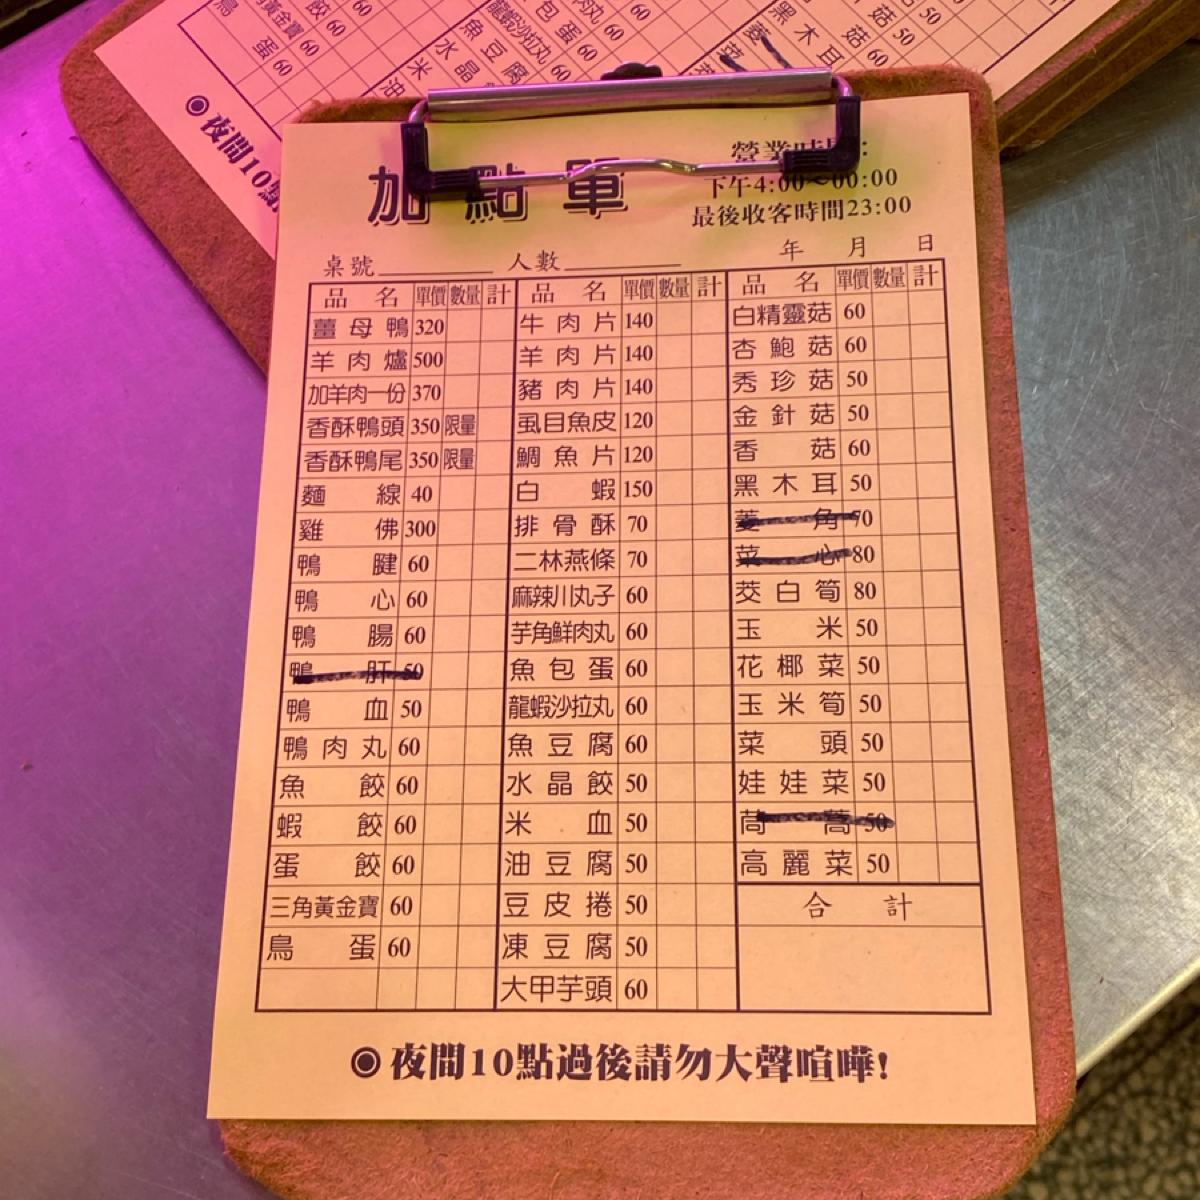 夜間10點
加點單
營業時間:
下午4:00~00:00
最後收客時間23:00
桌號 人數 年 月 日
品名 單價 數量 計
薑母鴨 320
羊肉爐 500
加羊肉一份 370
香酥鴨頭 350 限量
香酥鴨尾 350 限量
麵線 40
雞佛 300
鴨腱 60
鴨心 60
鴨腸 60
鴨肝 50
鴨血 50
鴨肉丸 60
魚餃 60
蝦餃 60
蛋餃 60
三角黃金寶 60
鳥蛋 60
品名 單價 數量 計
牛肉片 140
羊肉片 140
豬肉片 140
虱目魚皮 120
鯛魚片 120
白蝦 150
排骨酥 70
二林燕條 70
麻辣川丸子 60
芋角鮮肉丸 60
魚包蛋 60
龍蝦沙拉丸 60
魚豆腐 60
水晶餃 50
米血 50
油豆腐 50
豆皮捲 50
凍豆腐 50
大甲芋頭 60
品名 單價 數量 計
白精靈菇 60
杏鮑菇 60
秀珍菇 50
金針菇 50
香菇 60
黑木耳 50
菱角 70
菜心 80
茭白筍 80
玉米 50
花椰菜 50
玉米筍 50
菜頭 50
娃娃菜 50
茼蒿 50
高麗菜 50
合計
◉夜間10點過後請勿大聲喧嘩!